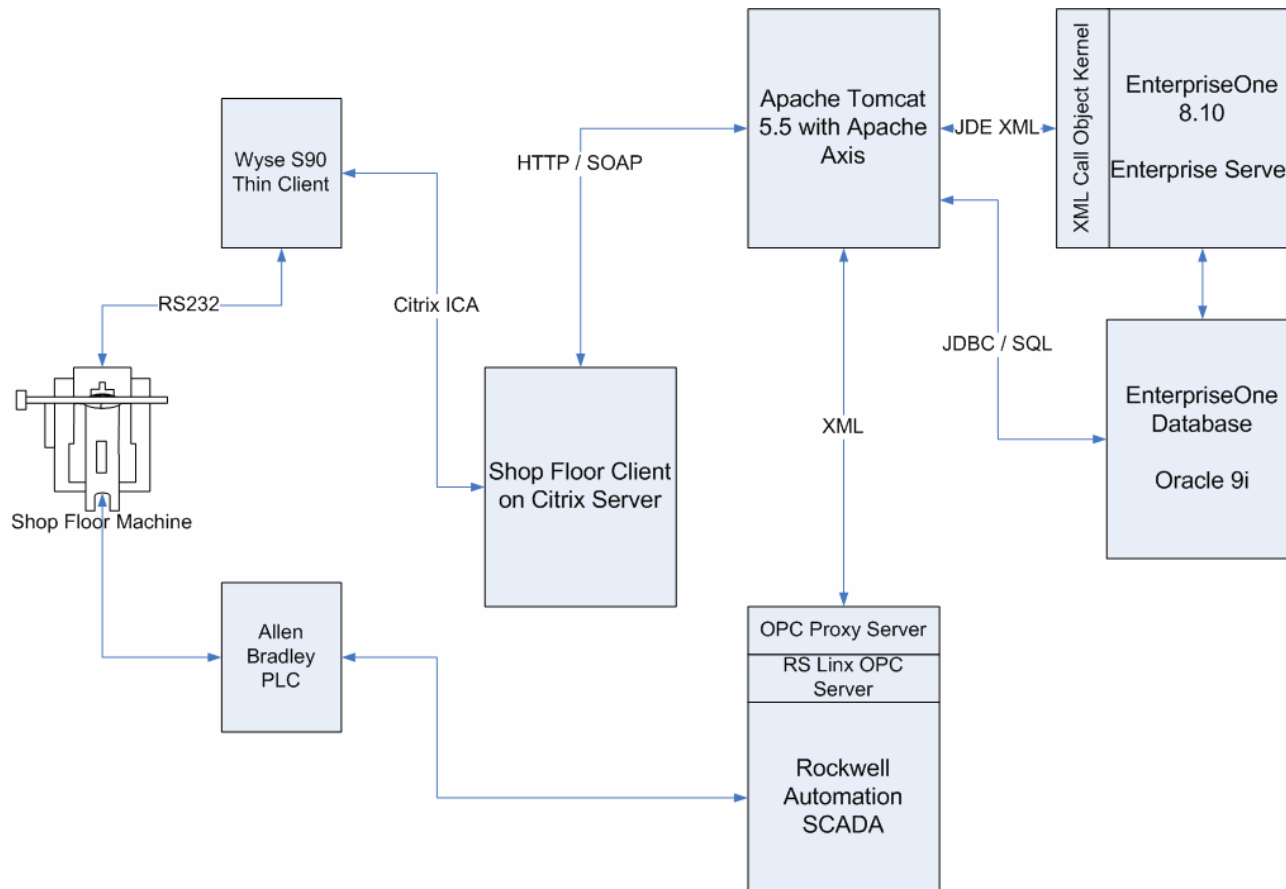 Wyse S90
Thin Client
RS232
Shop Floor Machine
Allen
Bradley
PLC
Citrix ICA
HTTP / SOAP
Shop Floor Client
on Citrix Server
Apache Tomcat
5.5 with Apache
Axis
XML
OPC Proxy Server
RS Linx OPC
Server
Rockwell
Automation
SCADA
JDE XML
JDBC / SQL
XML Call Object Kernel
EnterpriseOne
8.10
Enterprise Server
EnterpriseOne
Database
Oracle 9i